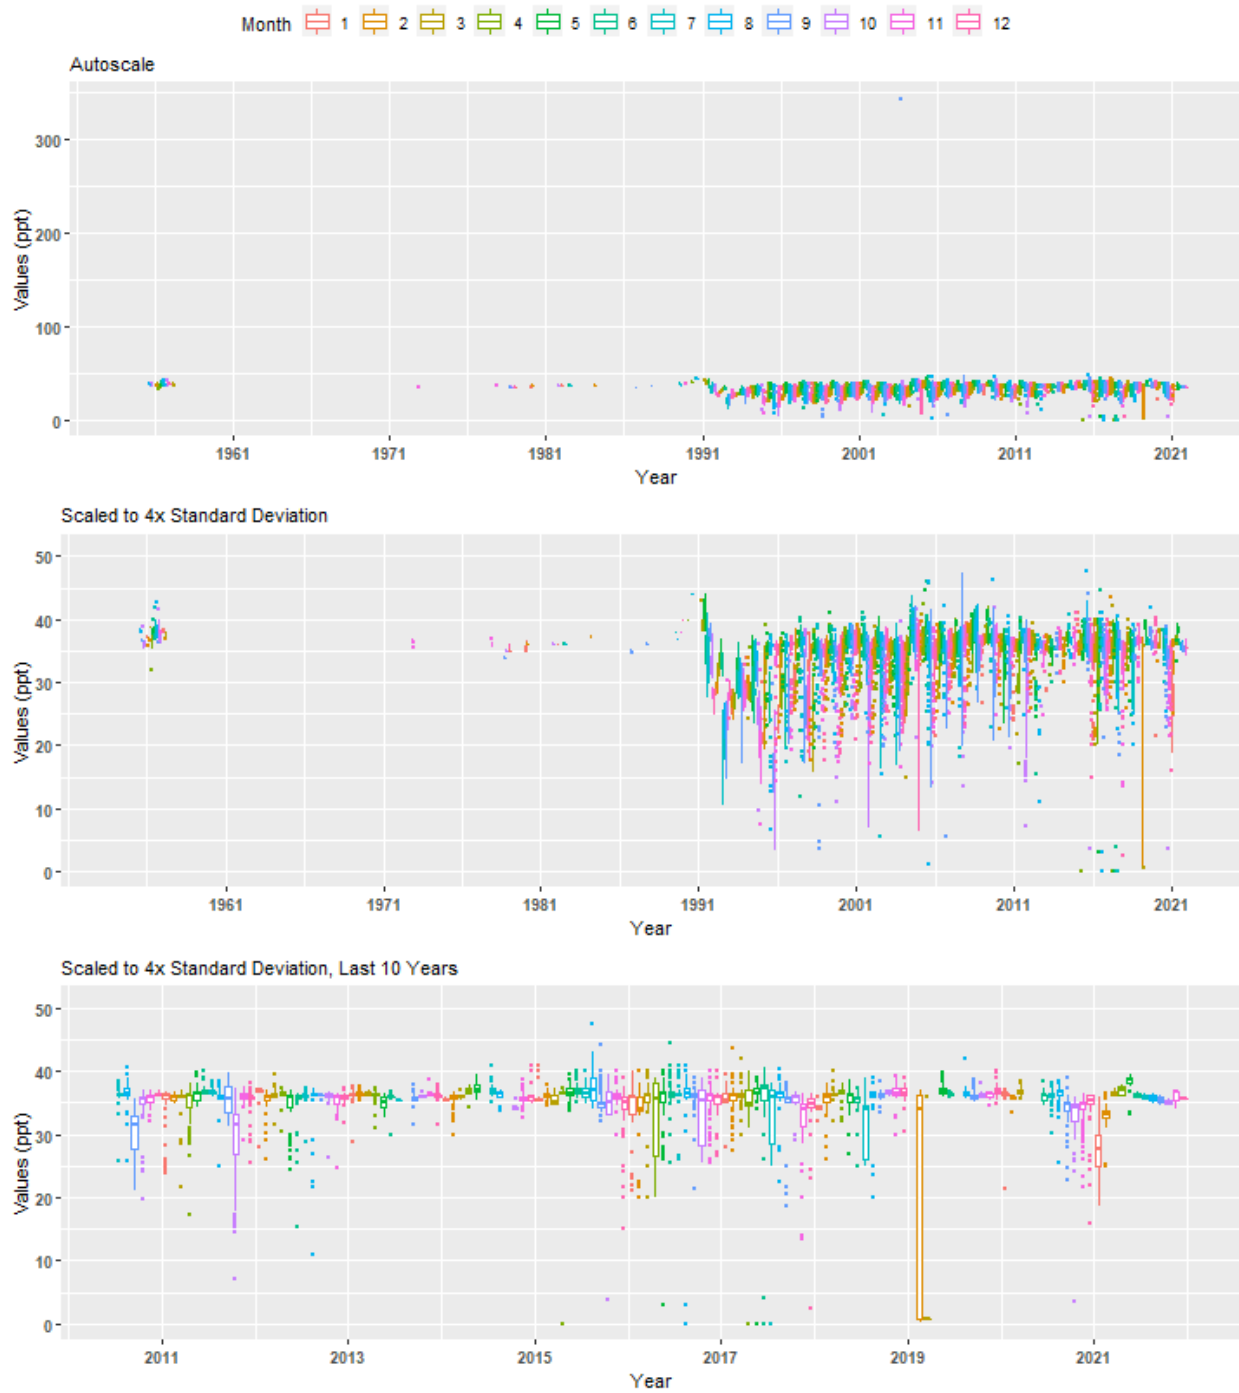 Month 1 2 3 4 5 6 7 8 9 10 11 12
Autoscale
300
200
100
0
Values (ppt)
1961 1971 1981 1991 2001 2011 2021
Year
Scaled to 4x Standard Deviation
50
40
30
20
10
0
Values (ppt)
1961 1971 1981 1991 2001 2011 2021
Year
Scaled to 4x Standard Deviation, Last 10 Years
50
40
30
20
10
0
Values (ppt)
2011 2013 2015 2017 2019 2021
Year